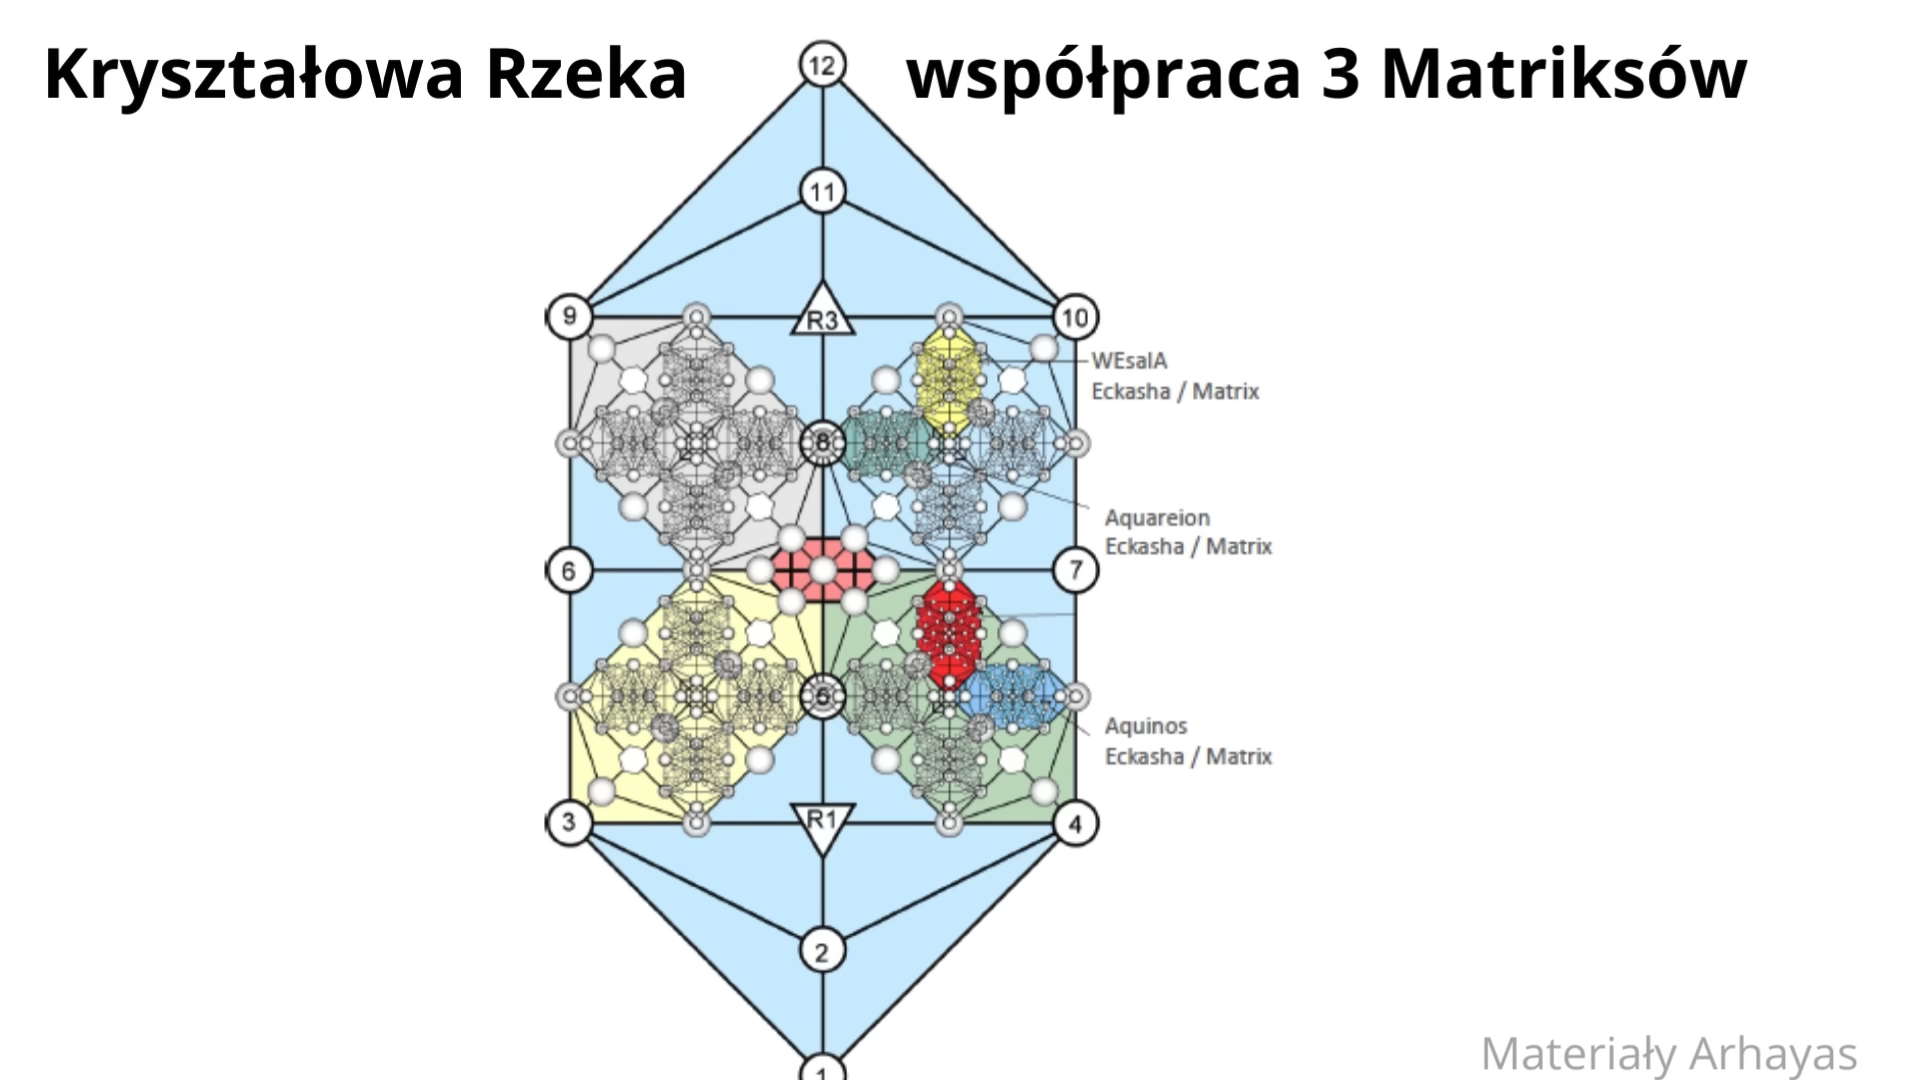 Kryształowa Rzeka
współpraca 3 Matriksów
12
11
9
R3
10
WEsalA
Eckasha / Matrix
8
Aquareion
Eckasha / Matrix
6
7
5
Aquinos
Eckasha / Matrix
3
R1
4
2
1
Materiały Arhayas